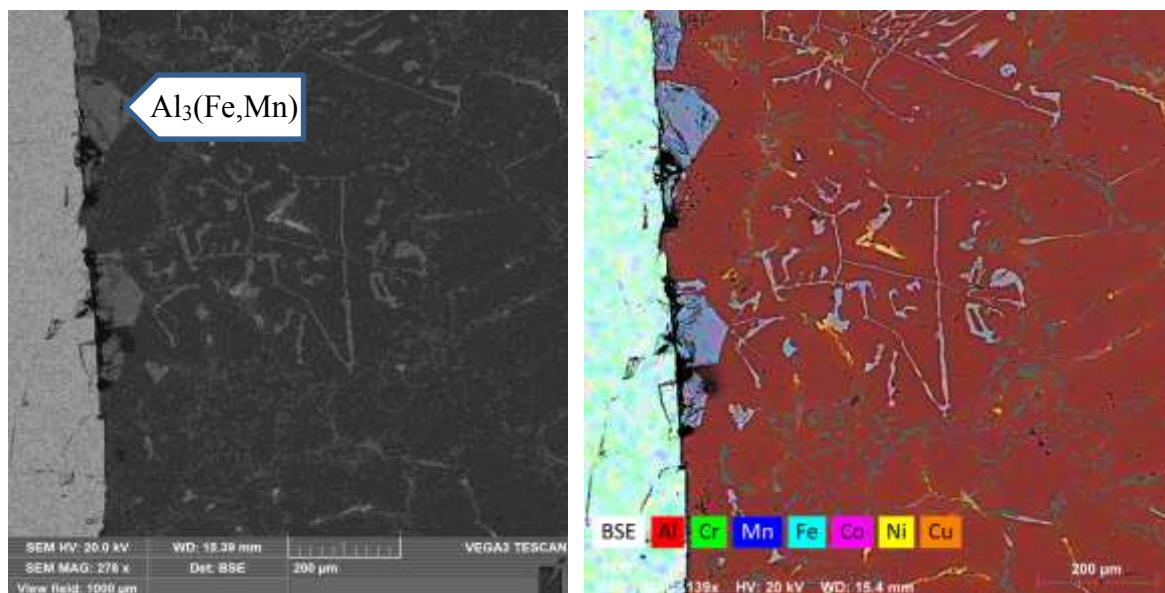 Al₃(Fe,Mn)
SEM HV: 20.0 kV WD: 15.39 mm VEGA3 TESCAN
SEM MAG: 276 x Det: BSE 200 µm
View field: 1000 µm
BSE Al Cr Mn Fe Co Ni Cu
139x HV: 20 kV WD: 15.4 mm 200 µm